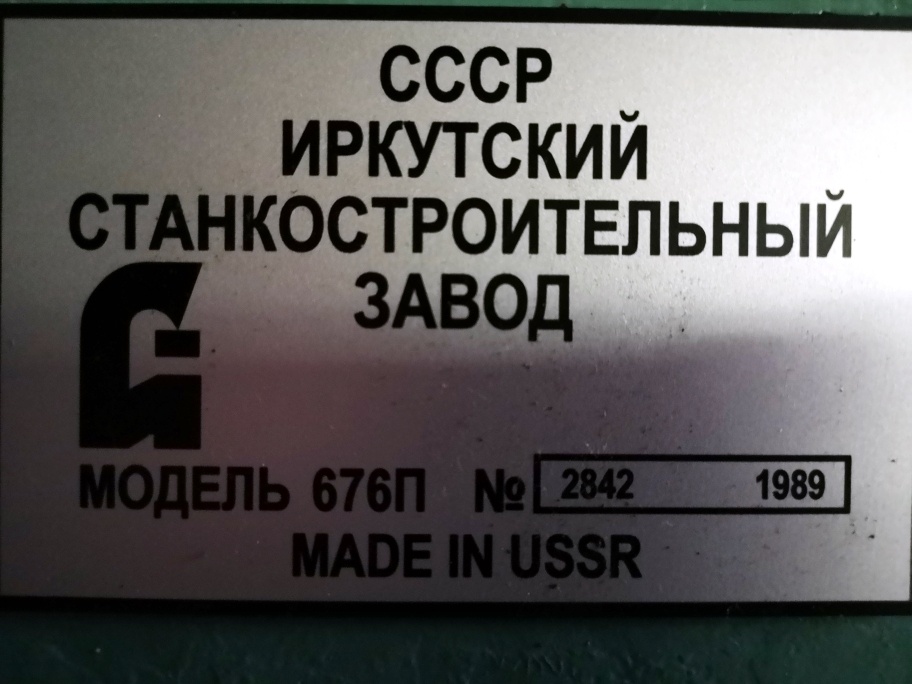 СССР
ИРКУТСКИЙ
СТАНКОСТРОИТЕЛЬНЫЙ
ЗАВОД
МОДЕЛЬ 676П № 2842 1989
MADE IN USSR